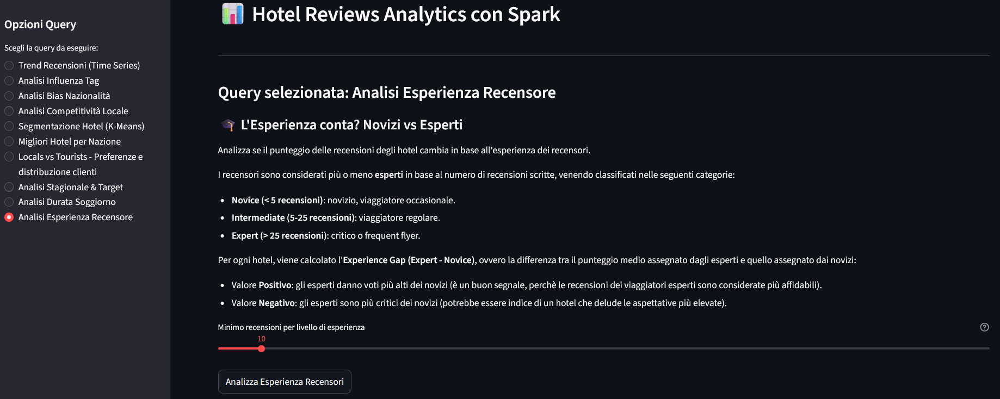 Opzioni Query
Scegli la query da eseguire:
Trend Recensioni (Time Series)
Analisi Influenza Tag
Analisi Bias Nazionalità
Analisi Competitività Locale
Segmentazione Hotel (K-Means)
Migliori Hotel per Nazione
Locals vs Tourists - Preferenze e
distribuzione clienti
Analisi Stagionale & Target
Analisi Durata Soggiorno
Analisi Esperienza Recensore
Hotel Reviews Analytics con Spark
Query selezionata: Analisi Esperienza Recensore
L'Esperienza conta? Novizi vs Esperti
Analizza se il punteggio delle recensioni degli hotel cambia in base all'esperienza dei recensori.
I recensori sono considerati più o meno esperti in base al numero di recensioni scritte, venendo classificati nelle seguenti categorie:
Novice (< 5 recensioni): novizio, viaggiatore occasionale.
Intermediate (5-25 recensioni): viaggiatore regolare.
Expert (> 25 recensioni): critico o frequent flyer.
Per ogni hotel, viene calcolato l'Experience Gap (Expert - Novice), ovvero la differenza tra il punteggio medio assegnato dagli esperti e quello assegnato dai novizi:
Valore Positivo: gli esperti danno voti più alti dei novizi (è un buon segnale, perchè le recensioni dei viaggiatori esperti sono considerate più affidabili).
Valore Negativo: gli esperti sono più critici dei novizi (potrebbe essere indice di un hotel che delude le aspettative più elevate).
Minimo recensioni per livello di esperienza
10
Analizza Esperienza Recensori